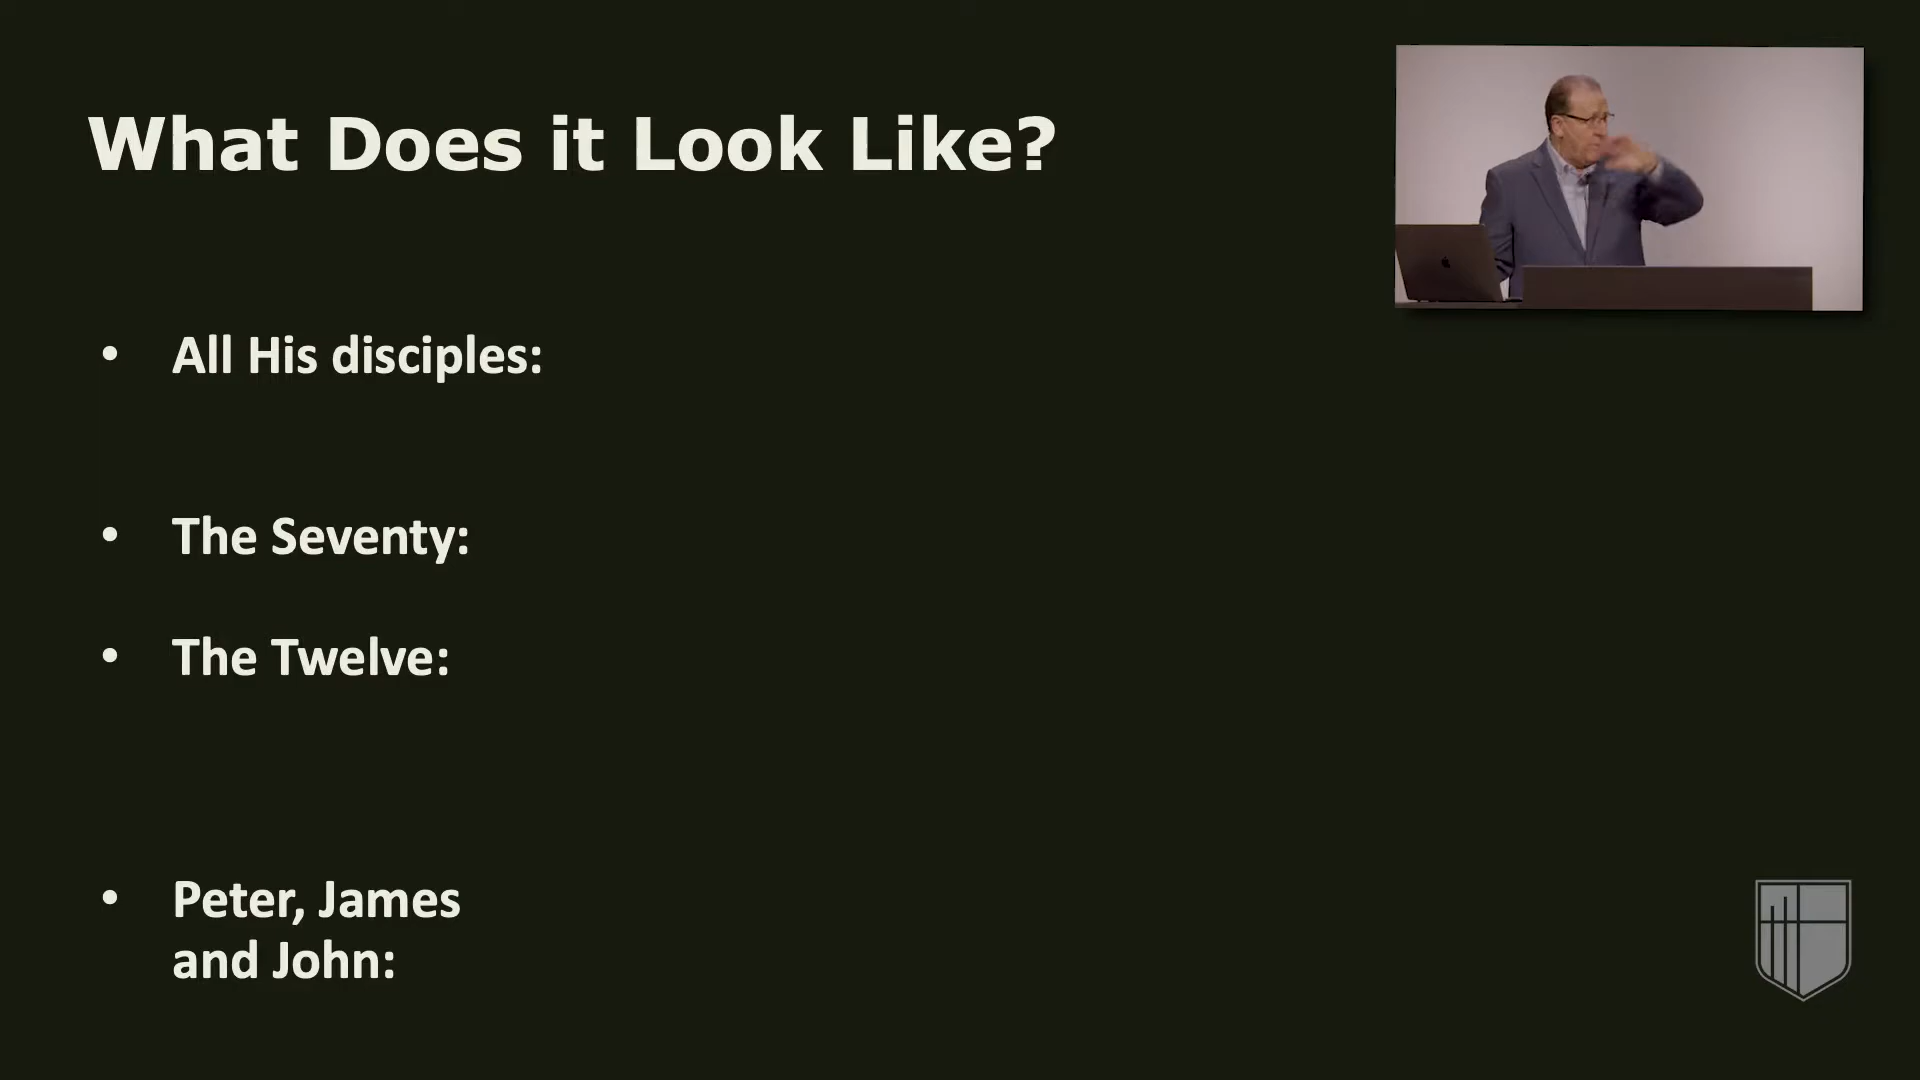 What Does it Look Like?
• All His disciples:
• The Seventy:
• The Twelve:
• Peter, James
and John: